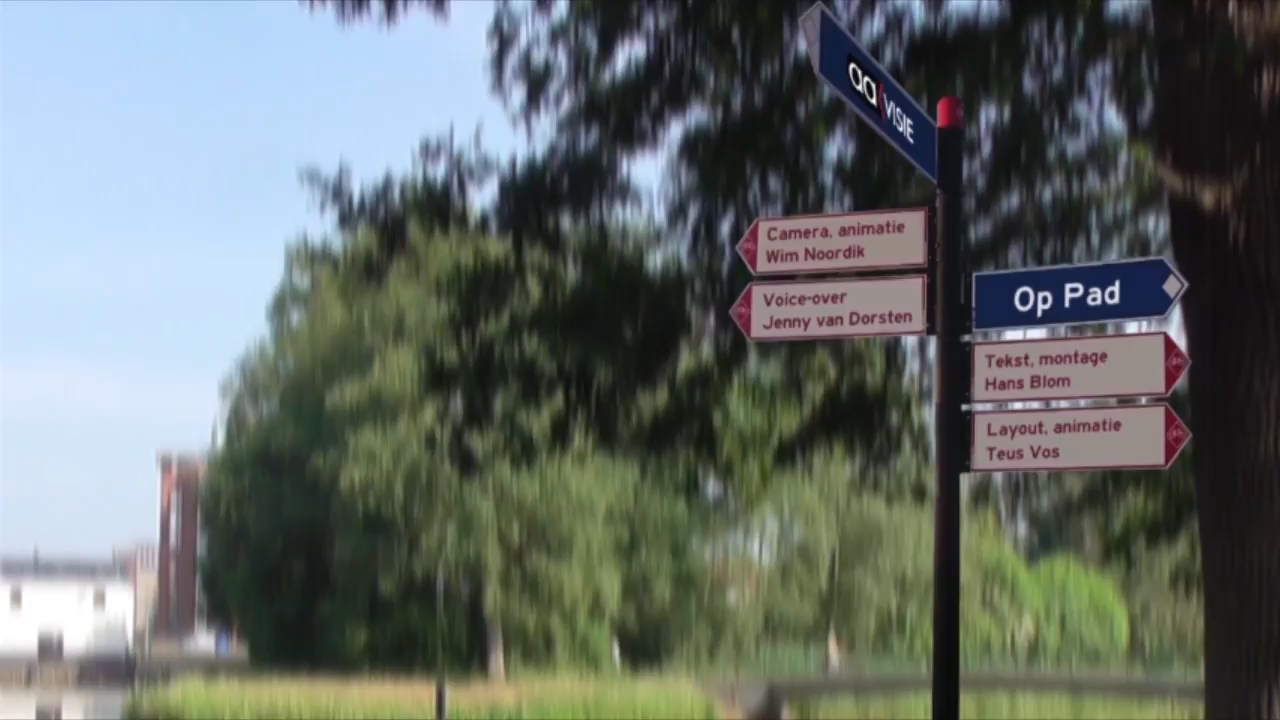 aa|VISIE
Camera, animatie
Wim Noordik
Voice-over
Jenny van Dorsten
Op Pad
Tekst, montage
Hans Blom
Layout, animatie
Teus Vos